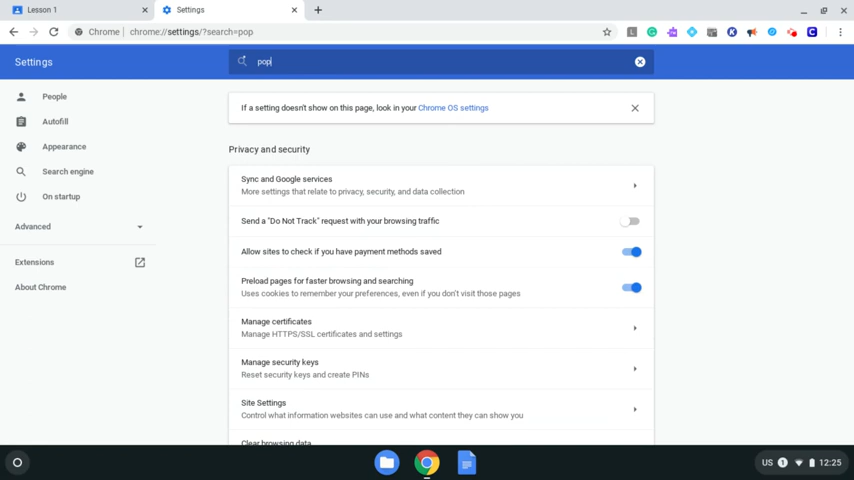 Lesson 1
Settings
Chrome | chrome://settings/?search=pop
Settings
pop
People
Autofill
Appearance
Search engine
On startup
Advanced
Extensions
About Chrome
If a setting doesn't show on this page, look in your Chrome OS settings
Privacy and security
Sync and Google services
More settings that relate to privacy, security, and data collection
Send a "Do Not Track" request with your browsing traffic
Allow sites to check if you have payment methods saved
Preload pages for faster browsing and searching
Uses cookies to remember your preferences, even if you don't visit those pages
Manage certificates
Manage HTTPS/SSL certificates and settings
Manage security keys
Reset security keys and create PINs
Site Settings
Control what information websites can use and what content they can show you
Clear browsing data
US 1 12:25